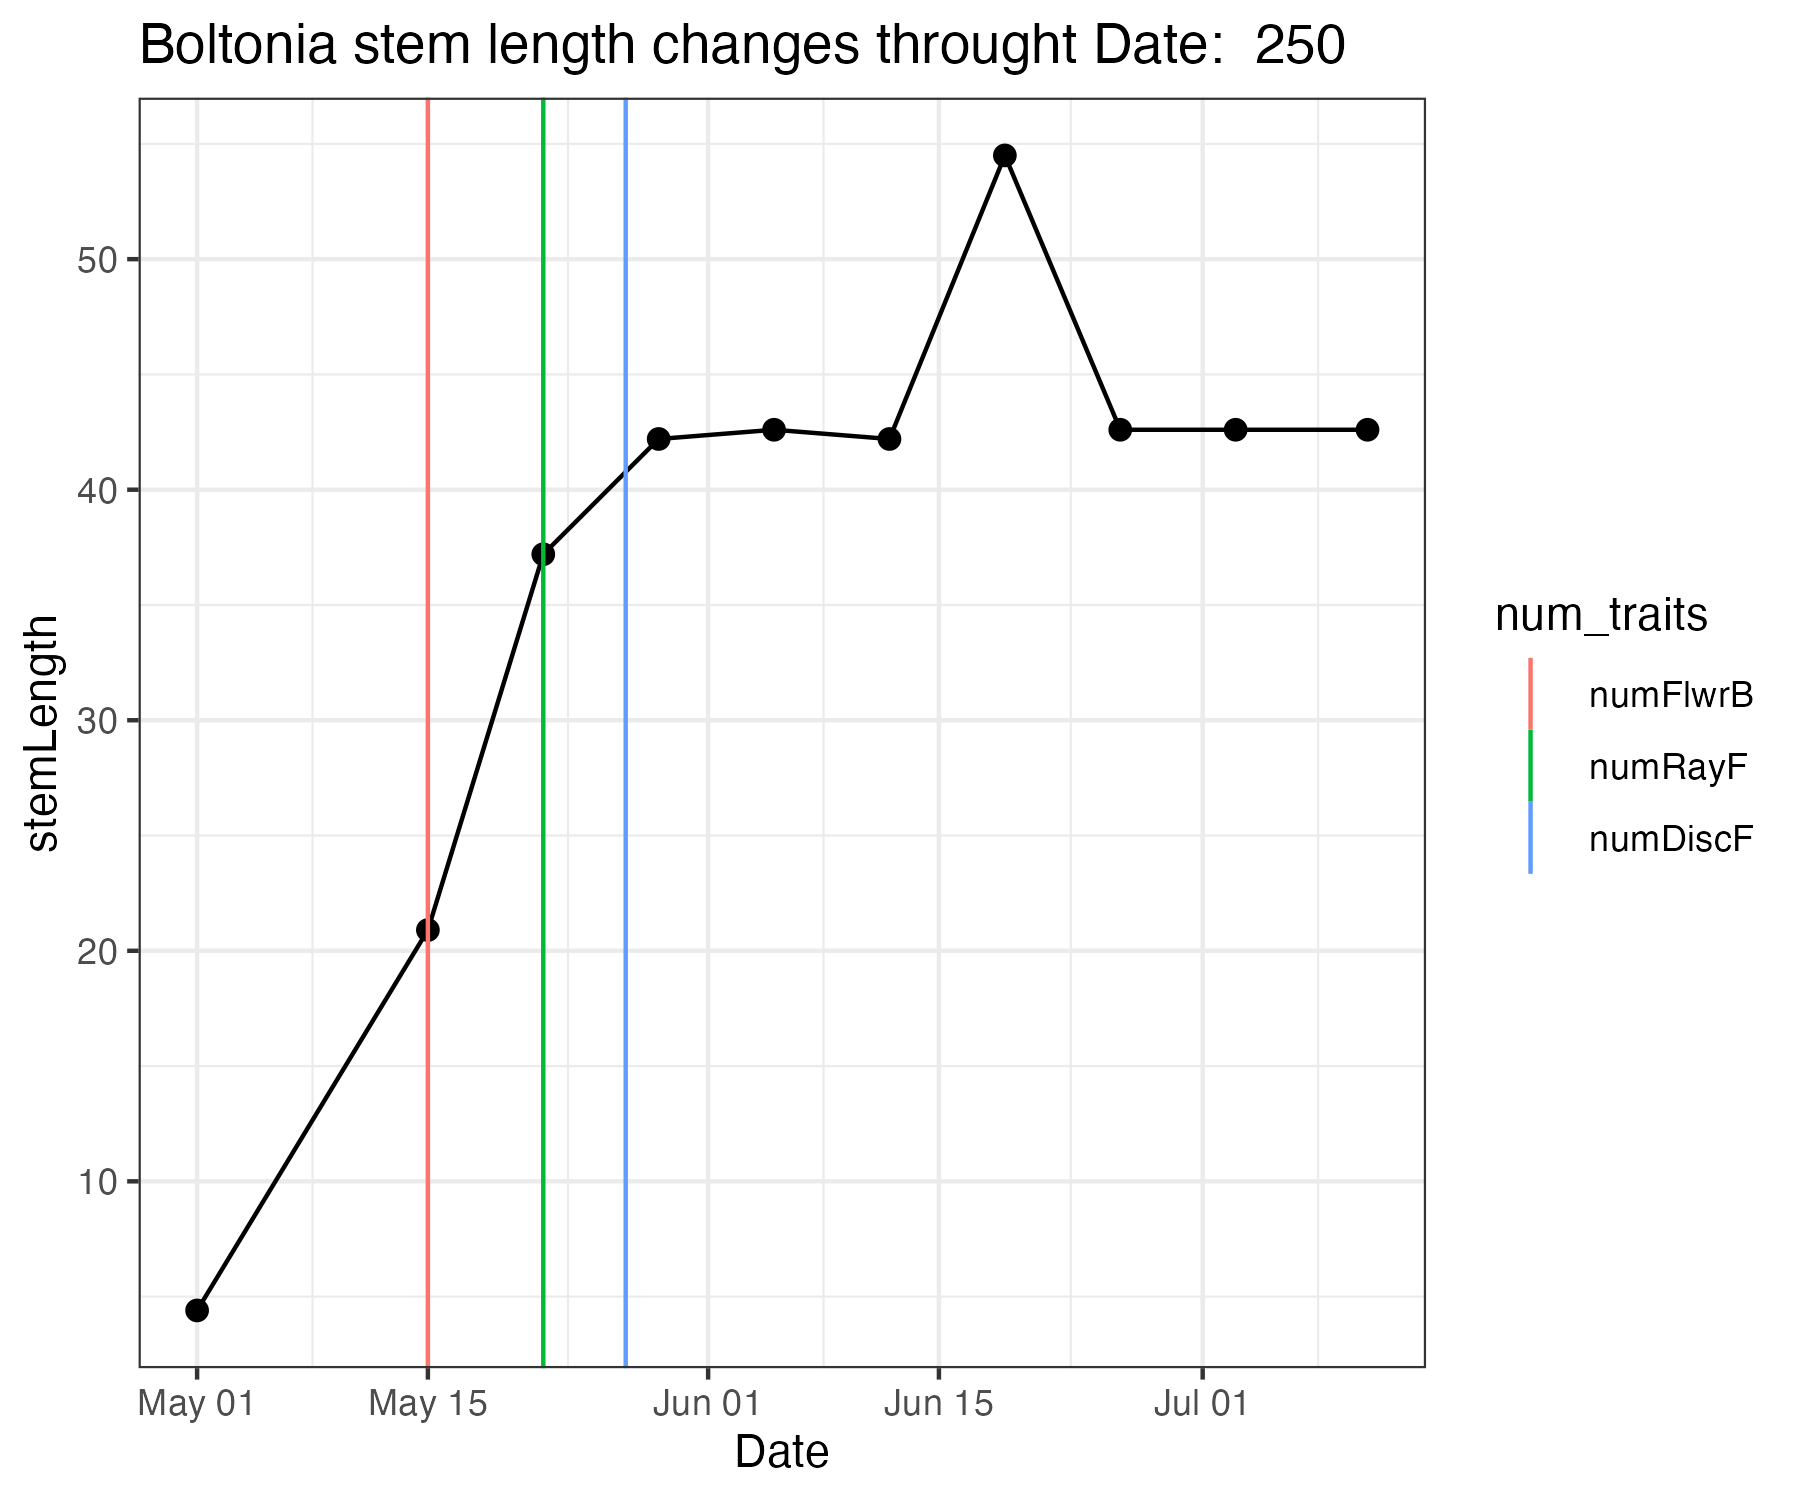 Boltonia stem length changes throught Date:  250
stemLength
50
40
30
20
10
May 01
May 15
Jun 01
Jun 15
Jul 01
Date
num_traits
numFlwrB
numRayF
numDiscF